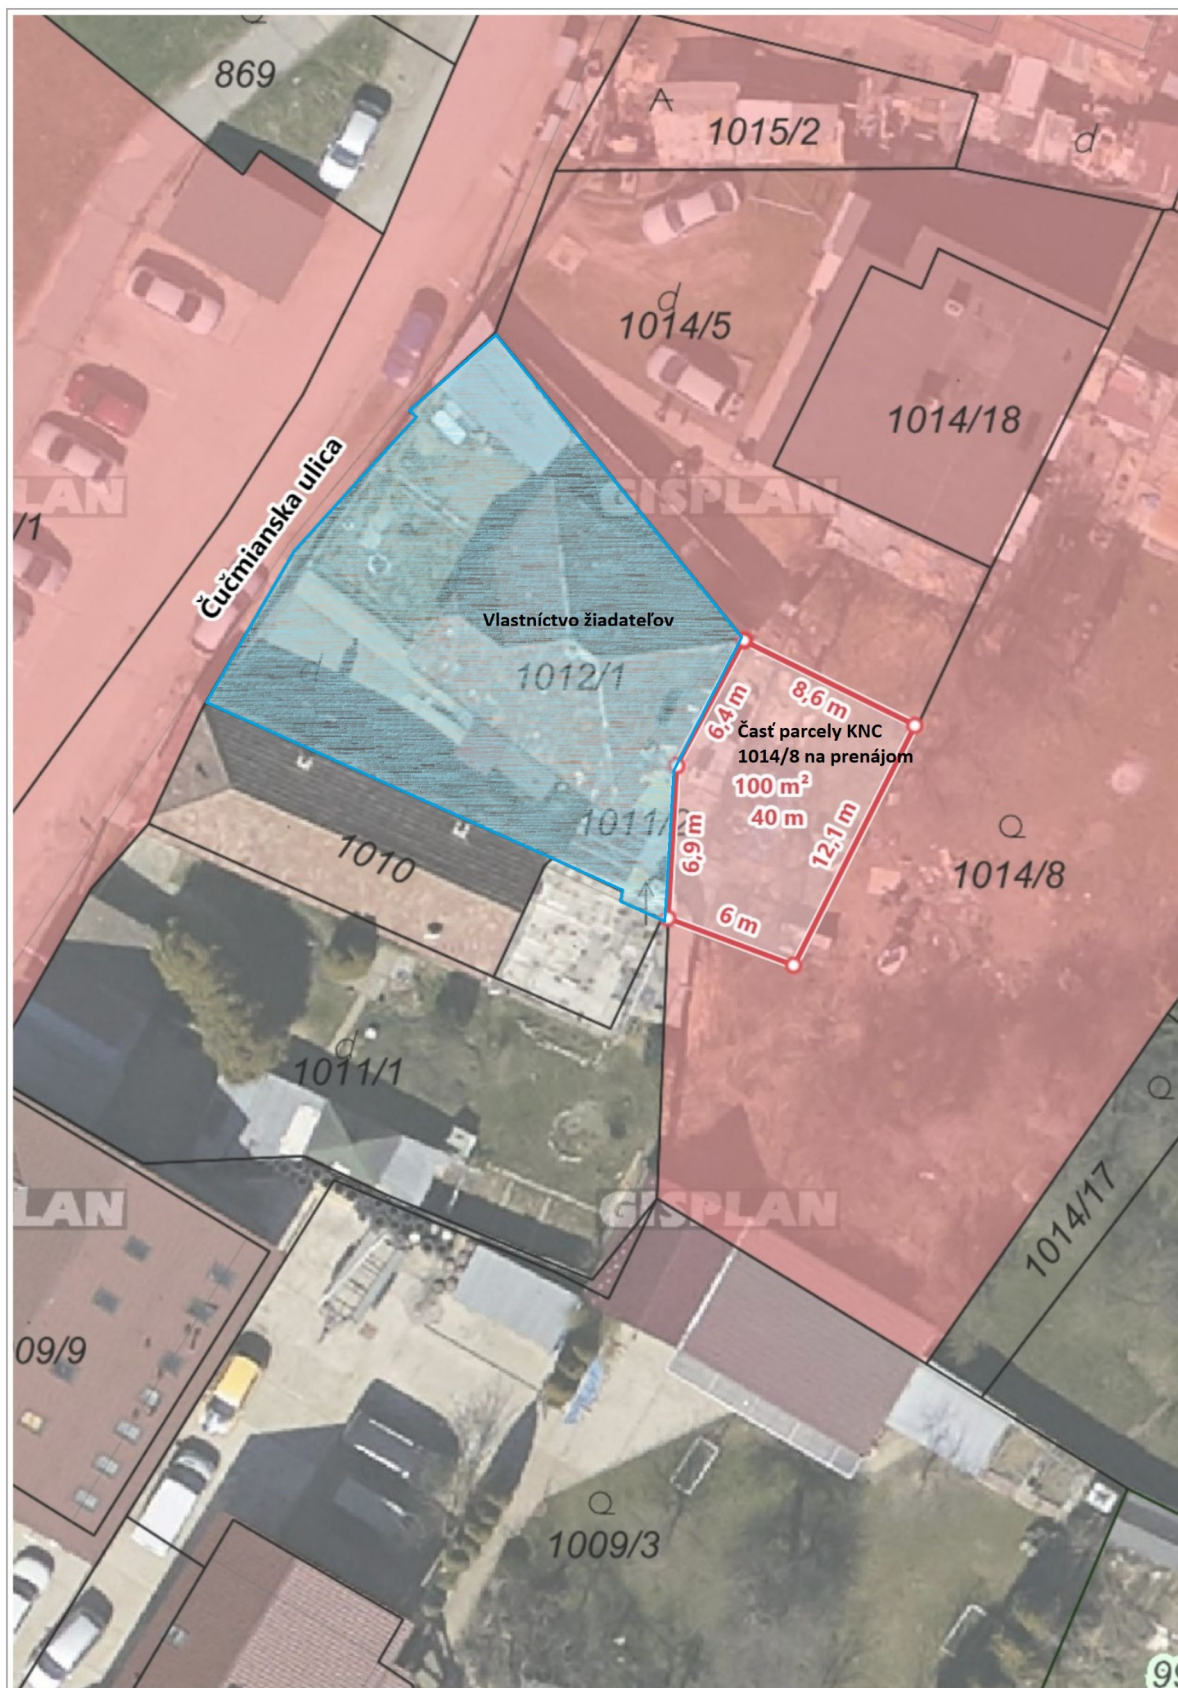 869
A
1015/2
d
d
1014/5
1014/18
LAN
GISPLAN
/1
Čučmianska ulica
Vlastníctvo žiadateľov
d
1012/1
8,6 m
6,4 m
Časť parcely KNC
1014/8 na prenájom
100 m²
40 m
1011/2
6,9 m
12,1 m
1010
1014/8
6 m
d
1011/1
1014/17
LAN
GISPLAN
09/9
1009/3
99